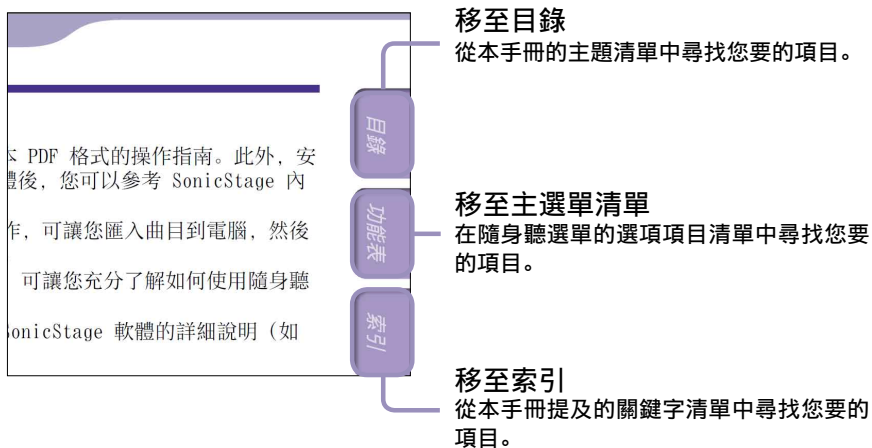 移至目錄
從本手冊的主題清單中尋找您要的項目。
目錄
本 PDF 格式的操作指南。此外，安
體後，您可以參考 SonicStage 內
作，可讓您匯入曲目到電腦，然後
可讓您充分了解如何使用隨身聽
SonicStage 軟體的詳細說明（如
功能表
移至主選單清單
在隨身聽選單的選項項目清單中尋找您要
的項目。
索引
移至索引
從本手冊提及的關鍵字清單中尋找您要的
項目。